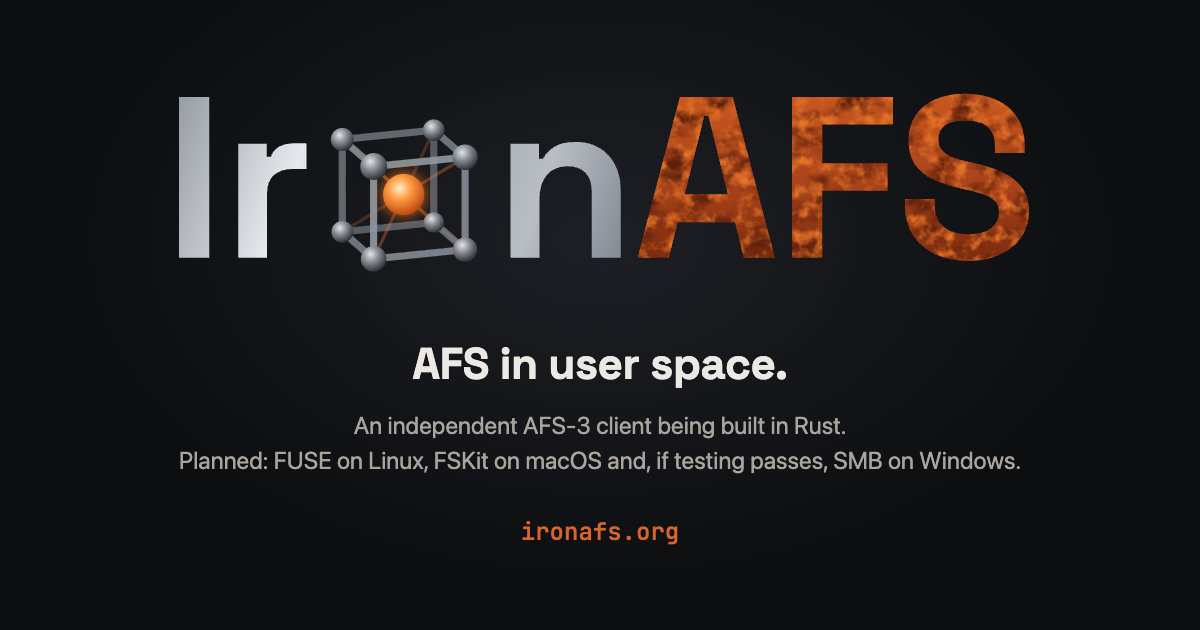 IronAFS
AFS in user space.
An independent AFS-3 client being built in Rust.
Planned: FUSE on Linux, FSKit on macOS and, if testing passes, SMB on Windows.
ironafs.org